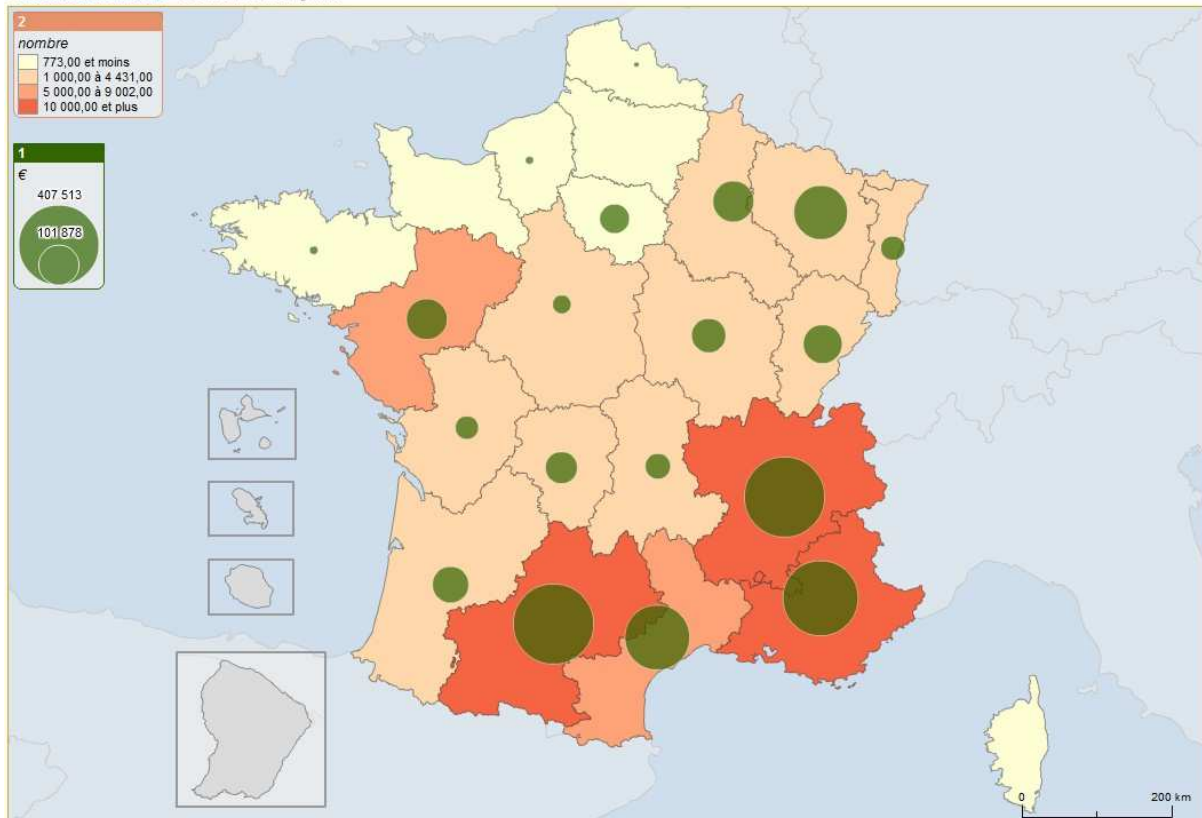 2
nombre
773,00 et moins
1 000,00 à 4 431,00
5 000,00 à 9 002,00
10 000,00 et plus
1
€
407 513
101 878
0 200 km